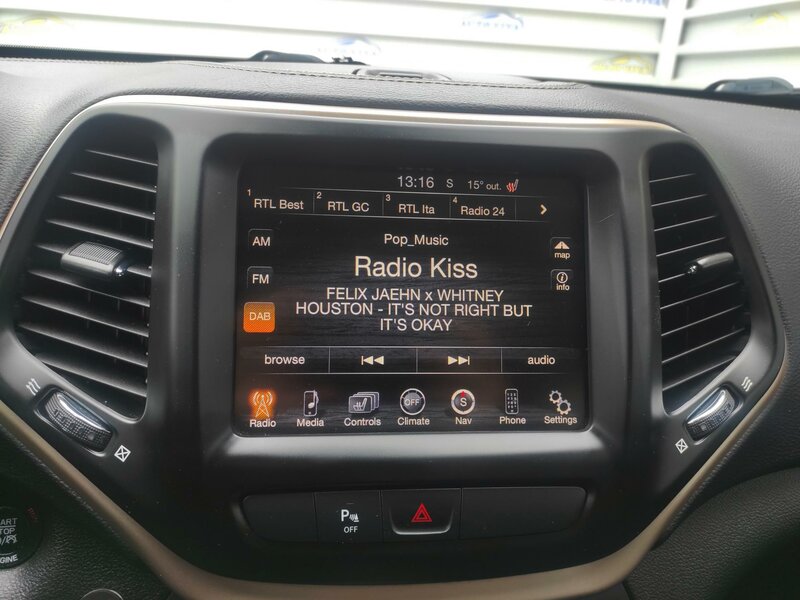 13:16 S 15° out.
1 RTL Best 2 RTL GC 3 RTL Ita 4 Radio 24
AM
Pop_Music
map
Radio Kiss
FM
info
FELIX JAEHN x WHITNEY
HOUSTON - IT'S NOT RIGHT BUT
IT'S OKAY
DAB
browse audio
OFF S
Radio Media Controls Climate Nav Phone Settings
P OFF